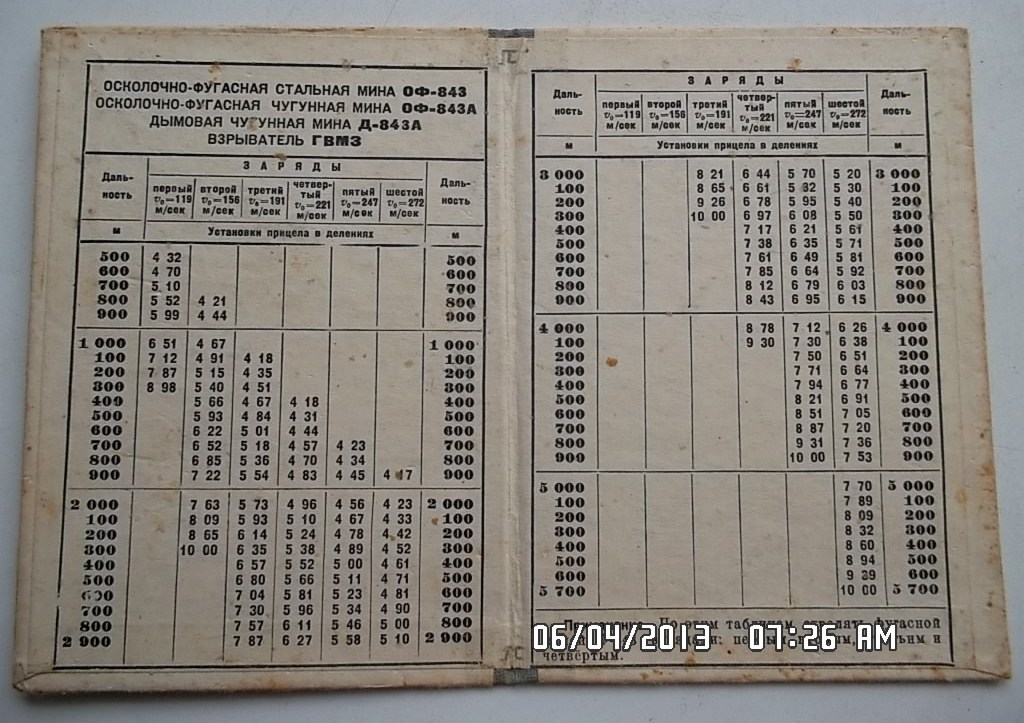 ОСКОЛОЧНО-ФУГАСНАЯ СТАЛЬНАЯ МИНА ОФ-843
ОСКОЛОЧНО-ФУГАСНАЯ ЧУГУННАЯ МИНА ОФ-843А
ДЫМОВАЯ ЧУГУННАЯ МИНА Д-843А
ВЗРЫВАТЕЛЬ ГВМЗ
Даль-ность ЗАРЯДЫ Даль-ность
первый v₀=119 м/сек второй v₀=156 м/сек третий v₀=191 м/сек четвер-тый v₀=221 м/сек пятый v₀=247 м/сек шестой v₀=272 м/сек
м Установки прицела в делениях м
500 4 32 500
600 4 70 600
700 5 10 700
800 5 52 4 21 800
900 5 99 4 44 900
1 000 6 51 4 67 1 000
100 7 12 4 91 4 18 100
200 7 87 5 15 4 35 200
300 8 98 5 40 4 51 300
400 5 66 4 67 4 18 400
500 5 93 4 84 4 31 500
600 6 22 5 01 4 44 600
700 6 52 5 18 4 57 4 23 700
800 6 85 5 36 4 70 4 34 800
900 7 22 5 54 4 83 4 45 4 17 900
2 000 7 63 5 73 4 96 4 56 4 23 2 000
100 8 09 5 93 5 10 4 67 4 33 100
200 8 65 6 14 5 24 4 78 4 42 200
300 10 00 6 35 5 38 4 89 4 52 300
400 6 57 5 52 5 00 4 61 400
500 6 80 5 66 5 11 4 71 500
600 7 04 5 81 5 23 4 81 600
700 7 30 5 96 5 34 4 90 700
800 7 57 6 11 5 46 5 00 800
2 900 7 87 6 27 5 58 5 10 2 900
Даль-ность ЗАРЯДЫ Даль-ность
первый v₀=119 м/сек второй v₀=156 м/сек третий v₀=191 м/сек четвер-тый v₀=221 м/сек пятый v₀=247 м/сек шестой v₀=272 м/сек
м Установки прицела в делениях м
3 000 8 21 6 44 5 70 5 20 3 000
100 8 65 6 61 5 82 5 30 100
200 9 26 6 78 5 95 5 40 200
300 10 00 6 97 6 08 5 50 300
400 7 17 6 21 5 61 400
500 7 38 6 35 5 71 500
600 7 61 6 49 5 81 600
700 7 85 6 64 5 92 700
800 8 12 6 79 6 03 800
900 8 43 6 95 6 15 900
4 000 8 78 7 12 6 26 4 000
100 9 30 7 30 6 38 100
200 7 50 6 51 200
300 7 71 6 64 300
400 7 94 6 77 400
500 8 21 6 91 500
600 8 51 7 05 600
700 8 87 7 20 700
800 9 31 7 36 800
900 10 00 7 53 900
5 000 7 70 5 000
100 7 89 100
200 8 09 200
300 8 32 300
400 8 60 400
500 8 94 500
600 9 39 600
5 700 10 00 5 700
Примечание. По этим таблицам стрелять фугасной
и
четвёртым.
06/04/2013 07:26 AM